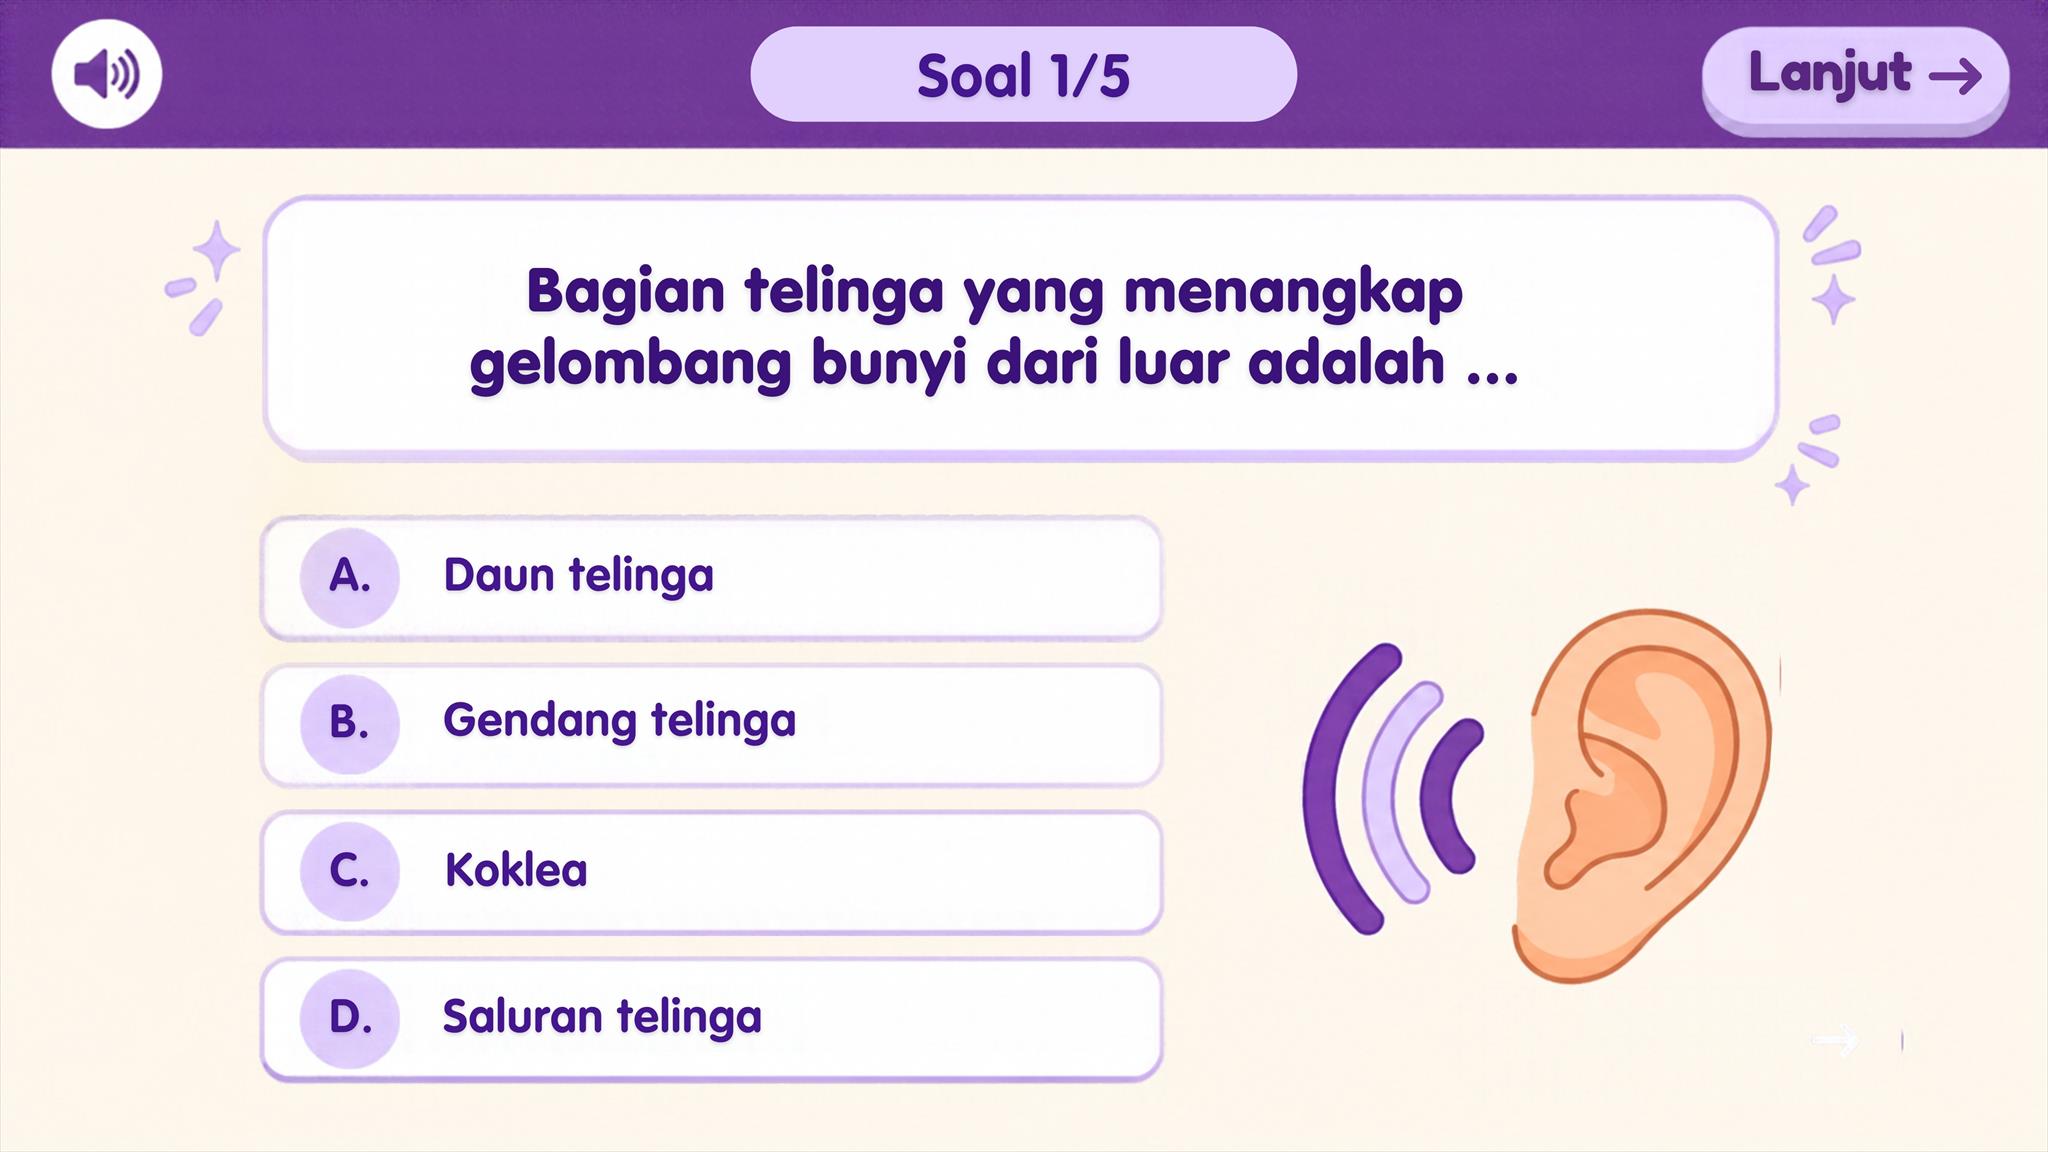 Soal 1/5
Lanjut →
Bagian telinga yang menangkap
gelombang bunyi dari luar adalah ...
A. Daun telinga
B. Gendang telinga
C. Koklea
D. Saluran telinga